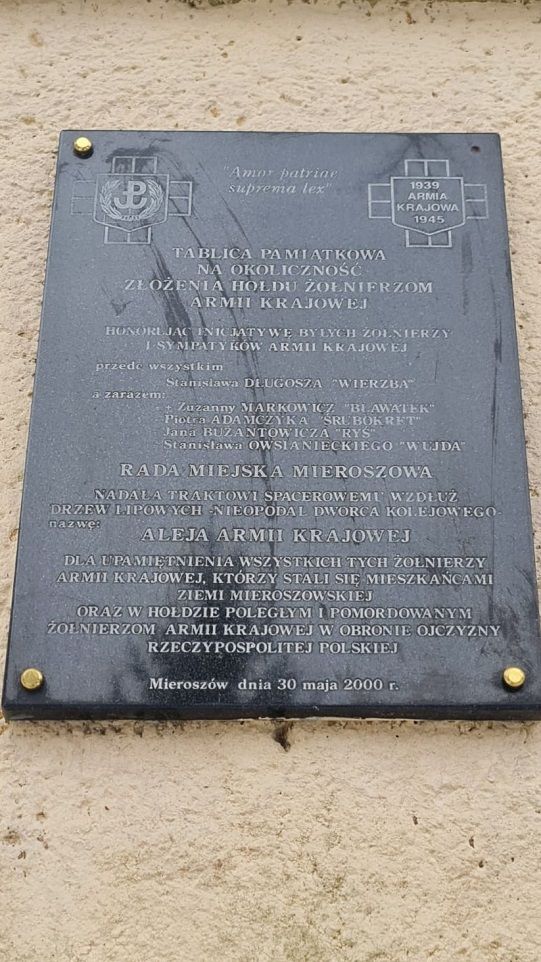 "Amor patriae
suprema lex"
1939
ARMIA
KRAJOWA
1945
TABLICA PAMIĄTKOWA
NA OKOLICZNOŚĆ
ZŁOŻENIA HOŁDU ŻOŁNIERZOM
ARMII KRAJOWEJ
HONORUJĄC INICJATYWĘ BYŁYCH ŻOŁNIERZY
I SYMPATYKÓW ARMII KRAJOWEJ
przede wszystkim
Stanisława DŁUGOSZA "WIERZBA"
a zarazem:
+ Zuzanny MARKOWICZ "BŁAWATEK"
Piotra ADAMCZYKA "ŚRUBOKRĘT"
Jana BUZANTOWICZA "RYŚ"
Stanisława OWSIANIECKIEGO "WUJDA"
RADA MIEJSKA MIEROSZOWA
NADAŁA TRAKTOWI SPACEROWEMU WZDŁUŻ
DRZEW LIPOWYCH -NIEOPODAL DWORCA KOLEJOWEGO-
nazwę:
ALEJA ARMII KRAJOWEJ
DLA UPAMIĘTNIENIA WSZYSTKICH TYCH ŻOŁNIERZY
ARMII KRAJOWEJ, KTÓRZY STALI SIĘ MIESZKAŃCAMI
ZIEMI MIEROSZOWSKIEJ
ORAZ W HOŁDZIE POLEGŁYM I POMORDOWANYM
ŻOŁNIERZOM ARMII KRAJOWEJ W OBRONIE OJCZYZNY
RZECZYPOSPOLITEJ POLSKIEJ
Mieroszów dnia 30 maja 2000 r.